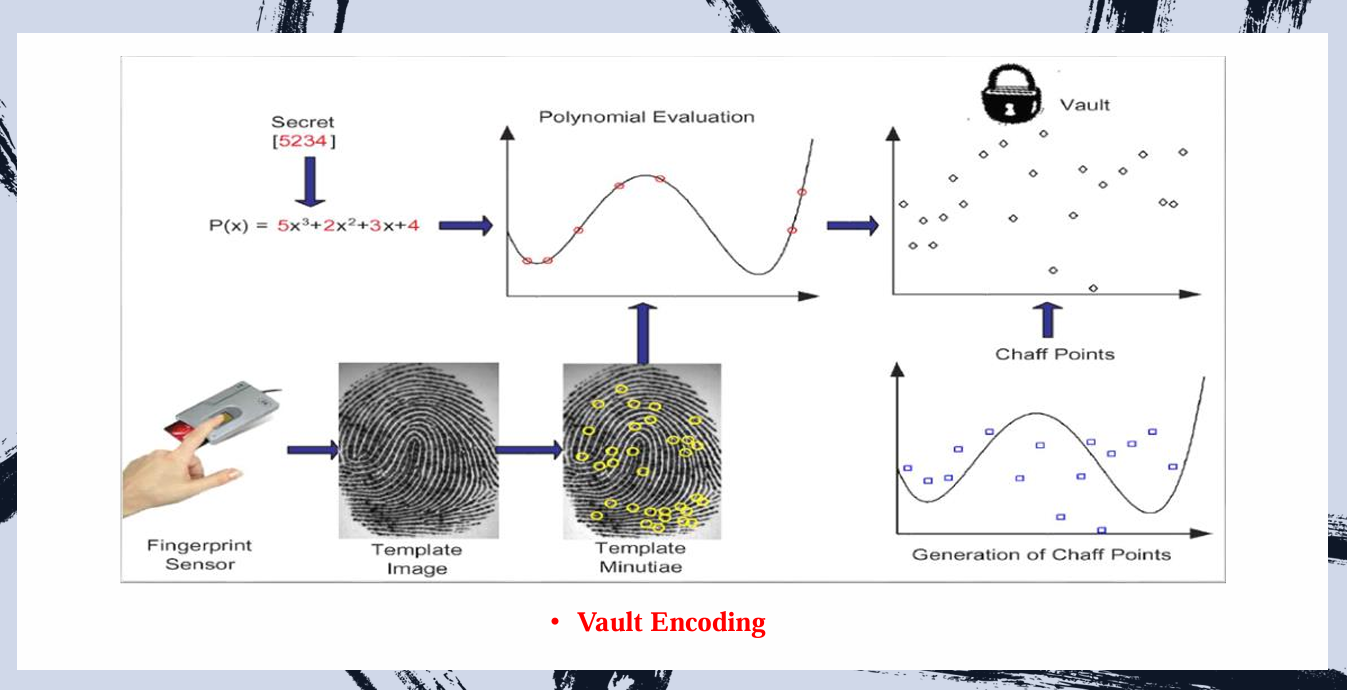 Secret
[5234]
P(x) = 5x³+2x²+3x+4
Polynomial Evaluation
Vault
Fingerprint
Sensor
Template
Image
Template
Minutiae
Chaff Points
Generation of Chaff Points
• Vault Encoding